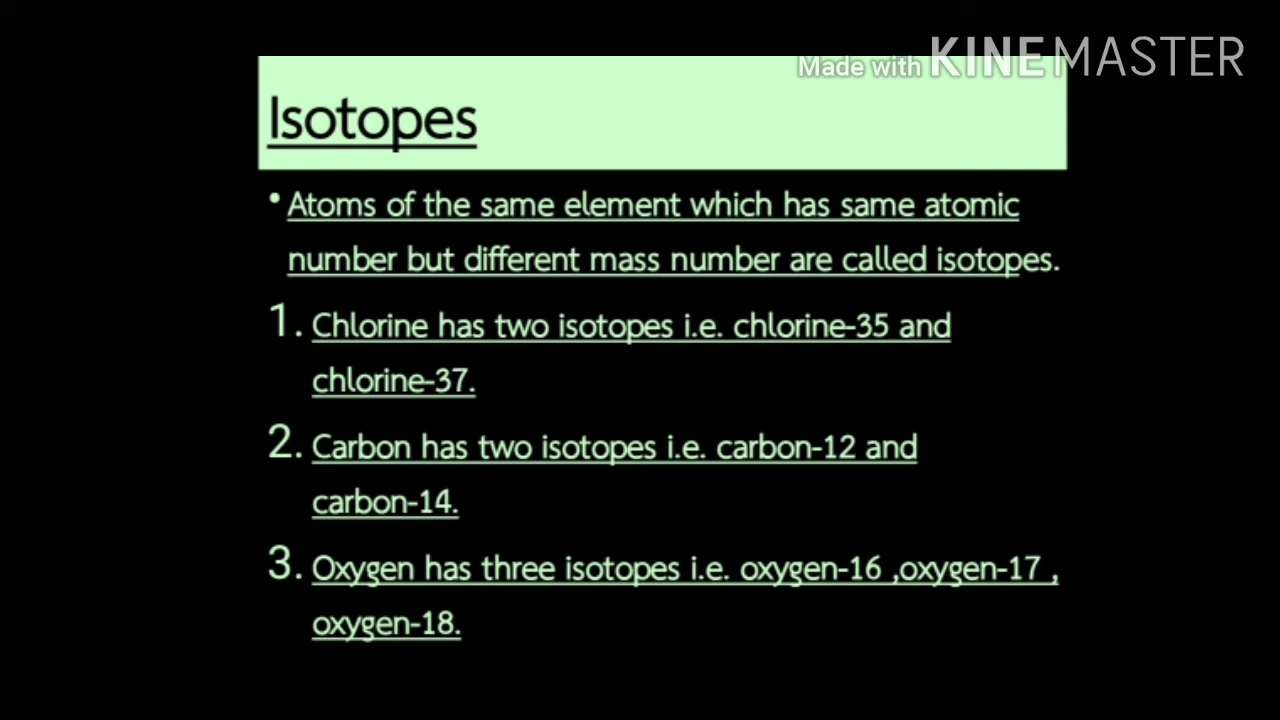 Made with KINEMASTER
Isotopes
• Atoms of the same element which has same atomic
number but different mass number are called isotopes.
1. Chlorine has two isotopes i.e. chlorine-35 and
chlorine-37.
2. Carbon has two isotopes i.e. carbon-12 and
carbon-14.
3. Oxygen has three isotopes i.e. oxygen-16 ,oxygen-17 ,
oxygen-18.